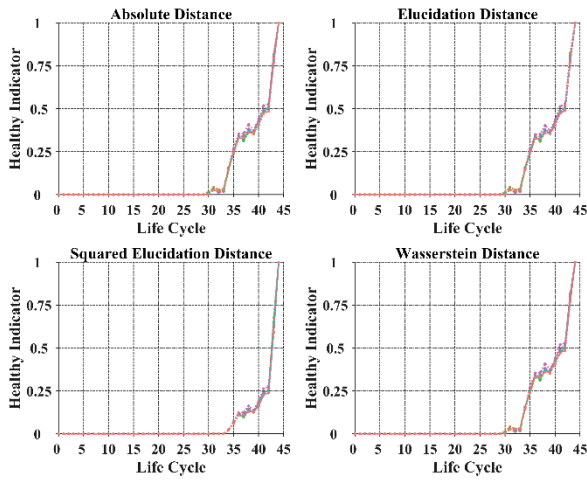 Absolute Distance
Healthy Indicator
1
0.75
0.5
0.25
0
0 5 10 15 20 25 30 35 40 45
Life Cycle
Elucidation Distance
Healthy Indicator
1
0.75
0.5
0.25
0
0 5 10 15 20 25 30 35 40 45
Life Cycle
Squared Elucidation Distance
Healthy Indicator
1
0.75
0.5
0.25
0
0 5 10 15 20 25 30 35 40 45
Life Cycle
Wasserstein Distance
Healthy Indicator
1
0.75
0.5
0.25
0
0 5 10 15 20 25 30 35 40 45
Life Cycle